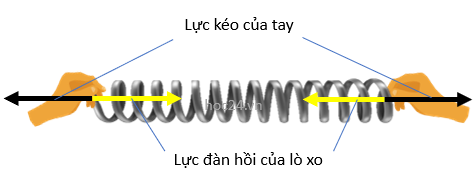 Lực kéo của tay
hoc24.vn
Lực đàn hồi của lò xo